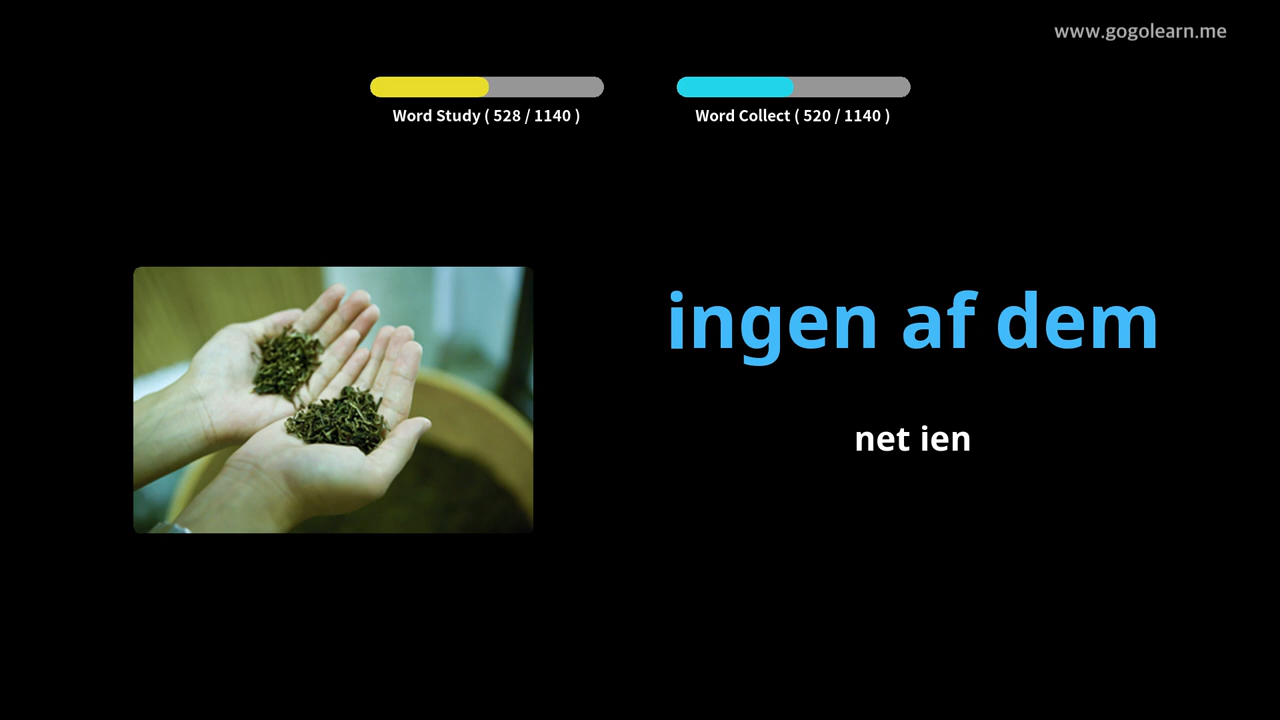 www.gogolearn.me
Word Study ( 528 / 1140 )
Word Collect ( 520 / 1140 )
ingen af dem
net ien